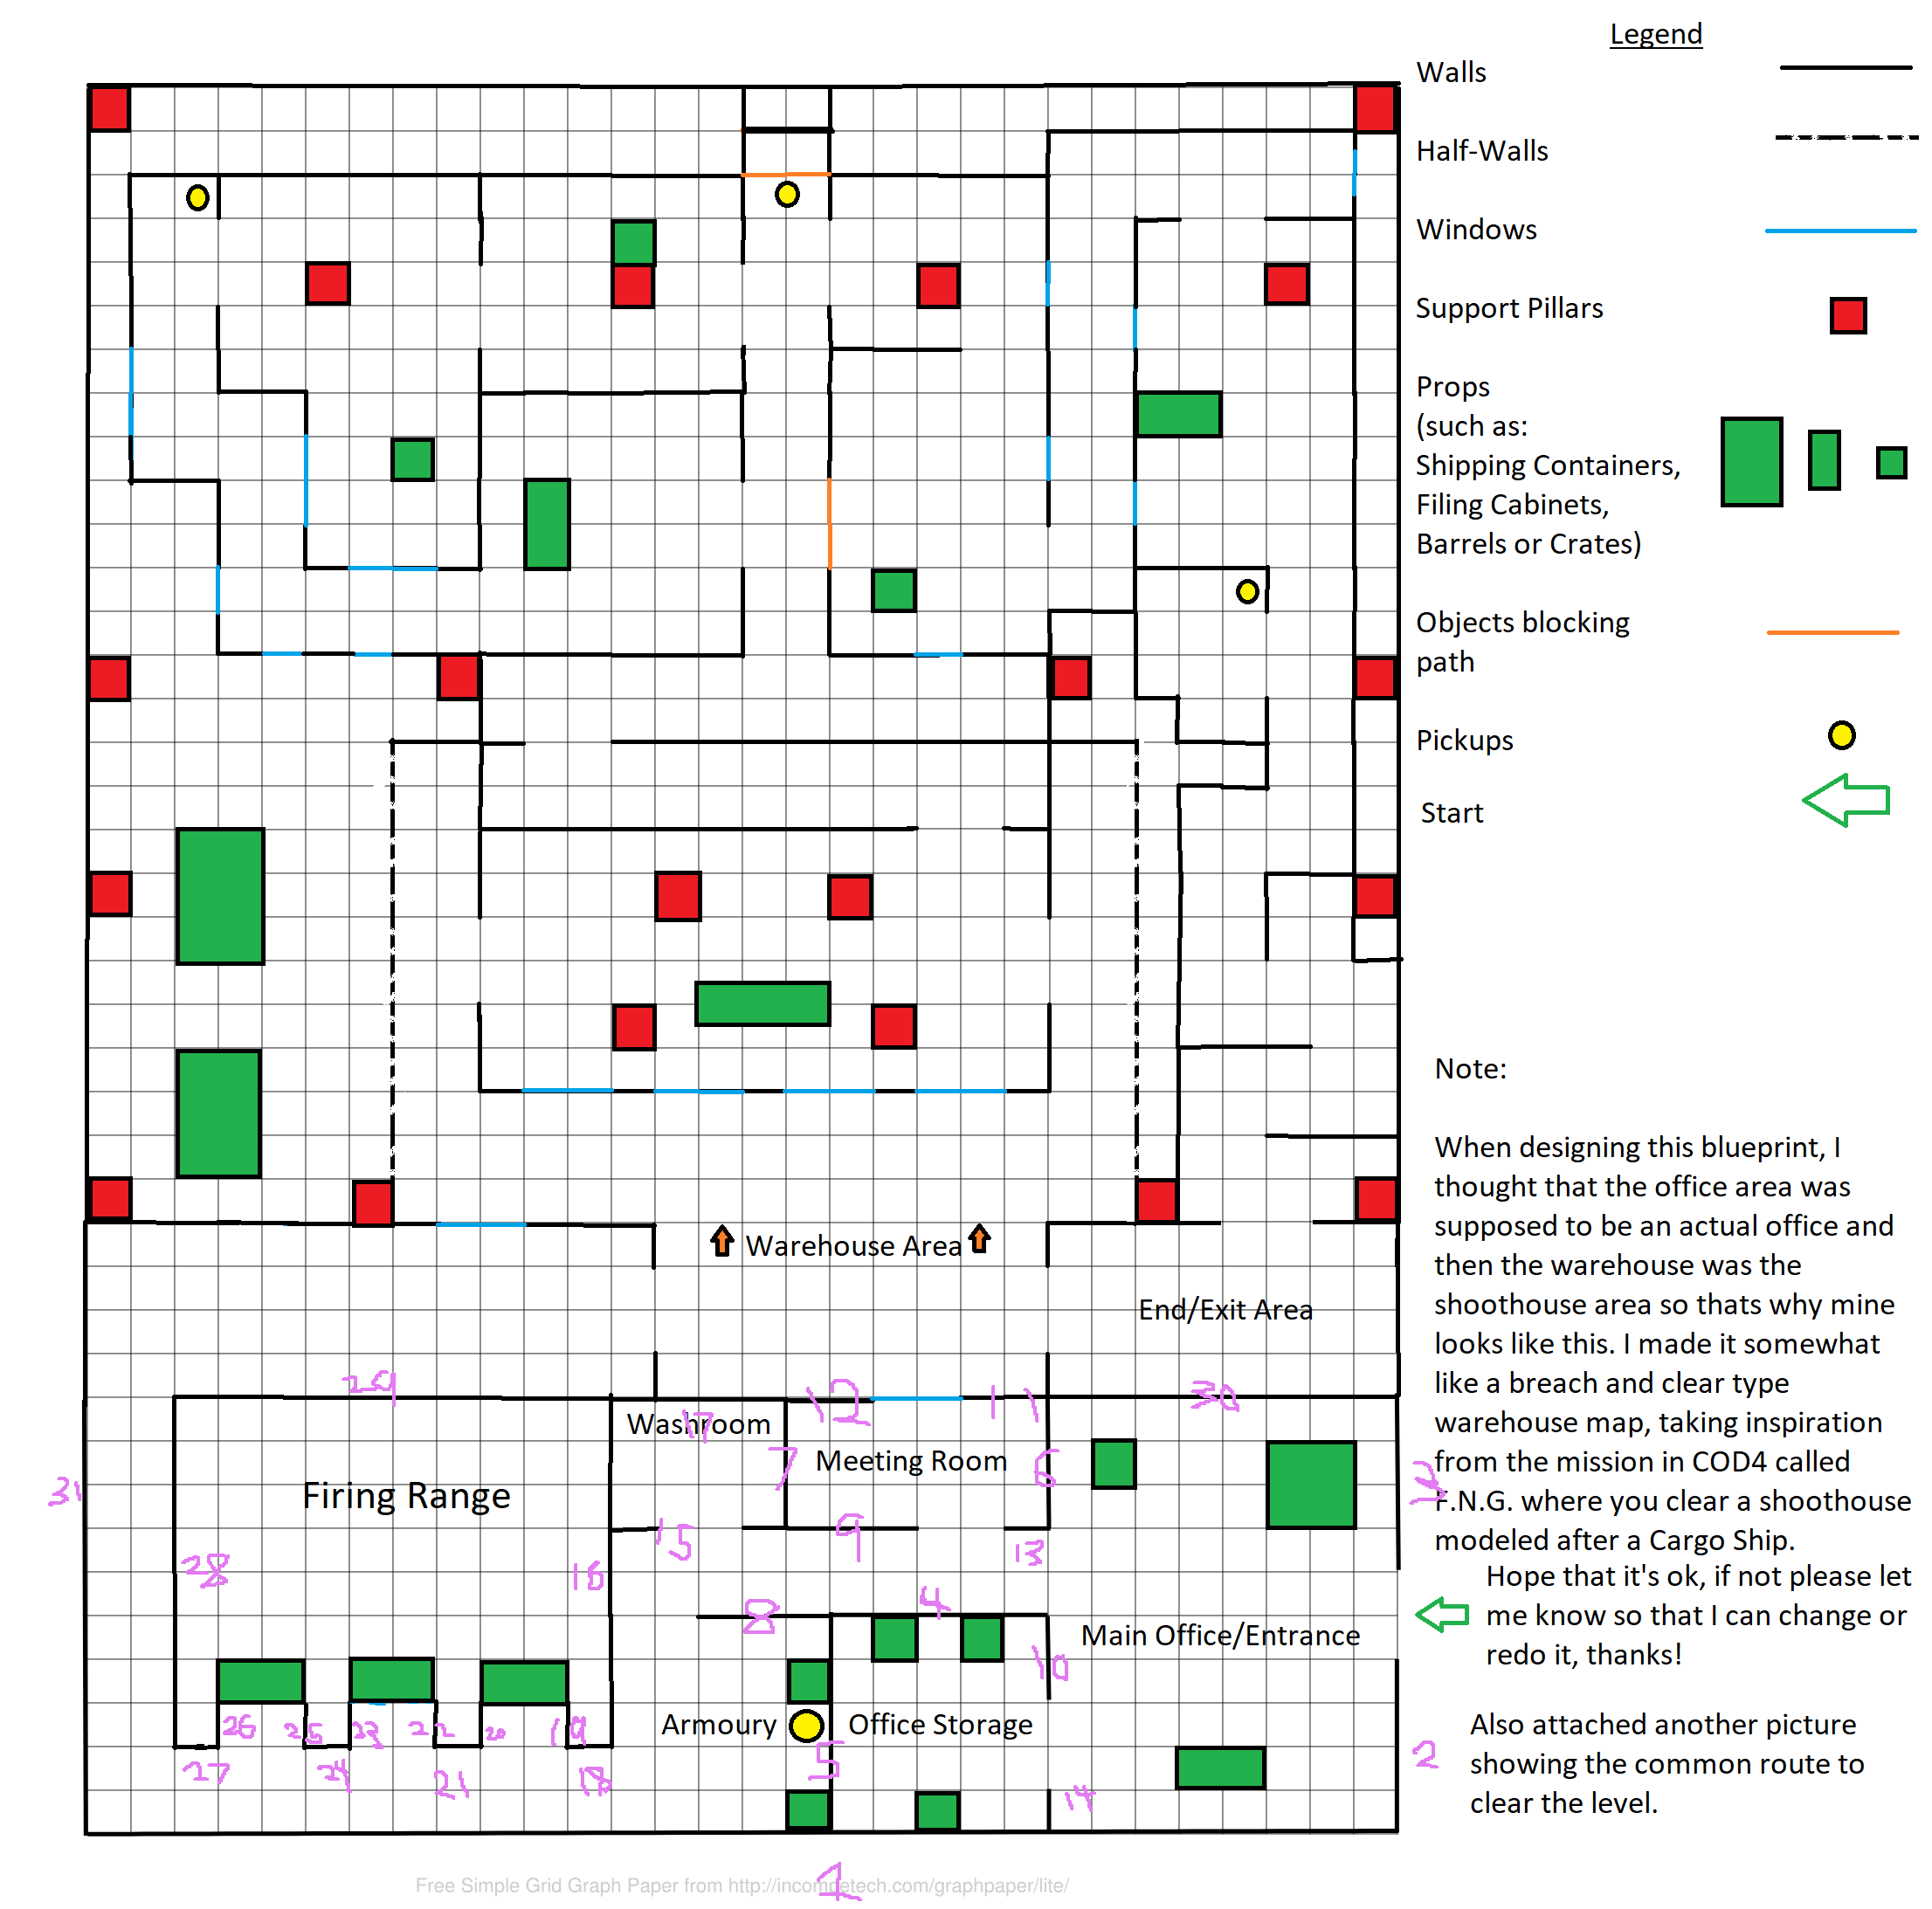 Legend
Walls
Half-Walls
Windows
Support Pillars
Props
(such as:
Shipping Containers,
Filing Cabinets,
Barrels or Crates)
Objects blocking
path
Pickups
Start
Note:
When designing this blueprint, I
thought that the office area was
supposed to be an actual office and
then the warehouse was the
shoothouse area so thats why mine
looks like this. I made it somewhat
like a breach and clear type
warehouse map, taking inspiration
from the mission in COD4 called
F.N.G. where you clear a shoothouse
modeled after a Cargo Ship.
Hope that it's ok, if not please let
me know so that I can change or
redo it, thanks!
Also attached another picture
showing the common route to
clear the level.
Warehouse Area
End/Exit Area
29
12
11
30
Washroom
17
7
Meeting Room
6
31
Firing Range
3
15
9
13
28
16
8
4
Main Office/Entrance
10
26
25
23
22
20
19
Armoury
Office Storage
5
2
27
24
21
18
14
1
Free Simple Grid Graph Paper from http://incompetech.com/graphpaper/lite/